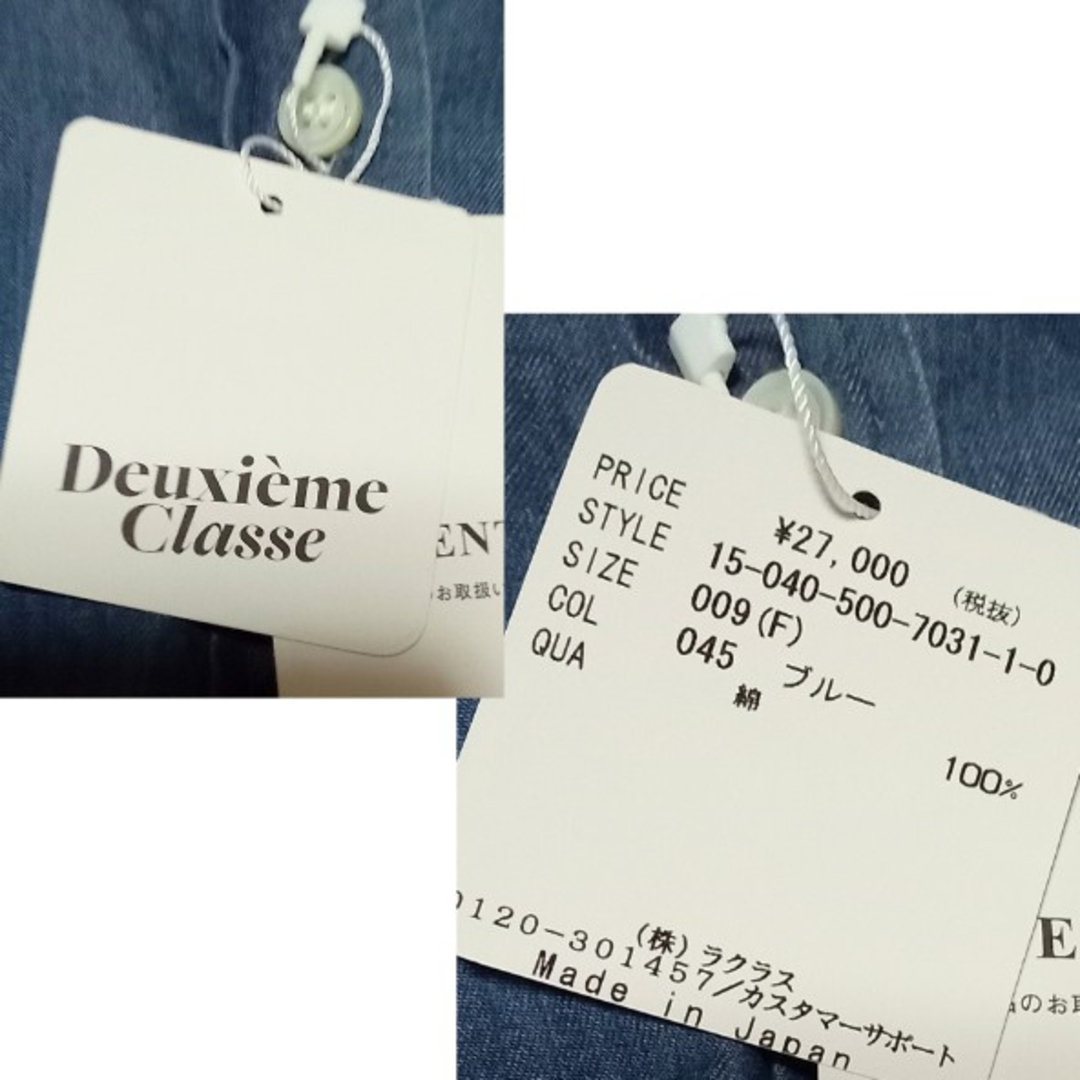 Deuxième
Classe
ENT
お取扱い
PRICE ¥27,000 (税抜)
STYLE 15-040-500-7031-1-0
SIZE 009(F)
COL 045 ブルー
QUA 綿 100%
(株)ラクラス
0120-301457/カスタマーサポート
Made in Japan
E
のお取